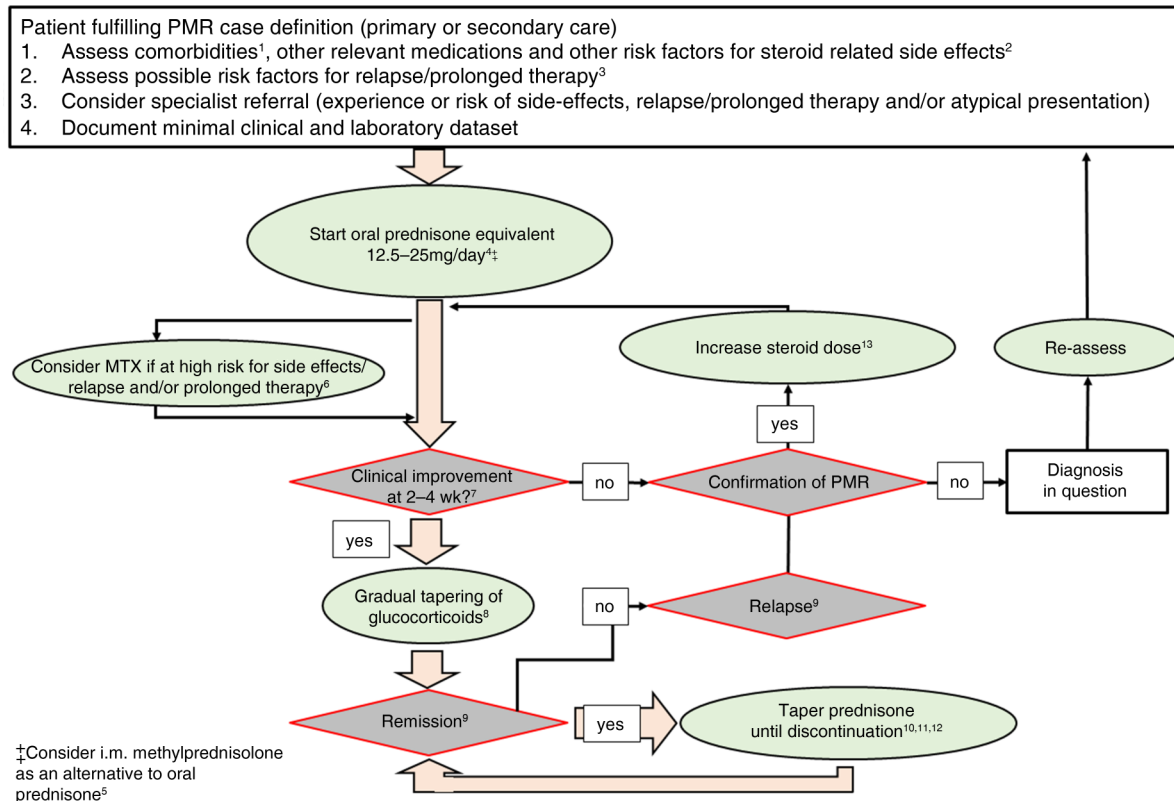 Patient fulfilling PMR case definition (primary or secondary care)
1. Assess comorbidities¹, other relevant medications and other risk factors for steroid related side effects²
2. Assess possible risk factors for relapse/prolonged therapy³
3. Consider specialist referral (experience or risk of side-effects, relapse/prolonged therapy and/or atypical presentation)
4. Document minimal clinical and laboratory dataset
Start oral prednisone equivalent
12.5–25mg/day⁴‡
Consider MTX if at high risk for side effects/
relapse and/or prolonged therapy⁶
Increase steroid dose¹³
Re-assess
yes
Clinical improvement
at 2–4 wk?⁷
no
Confirmation of PMR
no
Diagnosis
in question
yes
Gradual tapering of
glucocorticoids⁸
no
Relapse⁹
Remission⁹
yes
Taper prednisone
until discontinuation¹⁰,¹¹,¹²
‡Consider i.m. methylprednisolone
as an alternative to oral
prednisone⁵